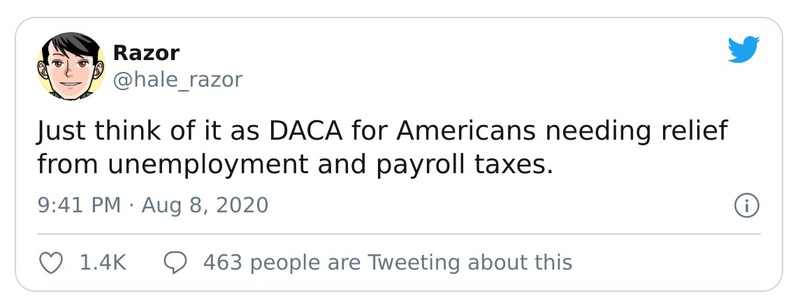 Razor
@hale_razor
Just think of it as DACA for Americans needing relief
from unemployment and payroll taxes.
9:41 PM · Aug 8, 2020
1.4K 463 people are Tweeting about this